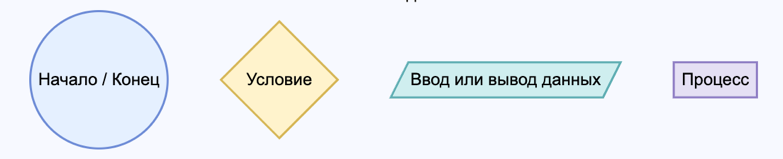 Начало / Конец
Условие
Ввод или вывод данных
Процесс